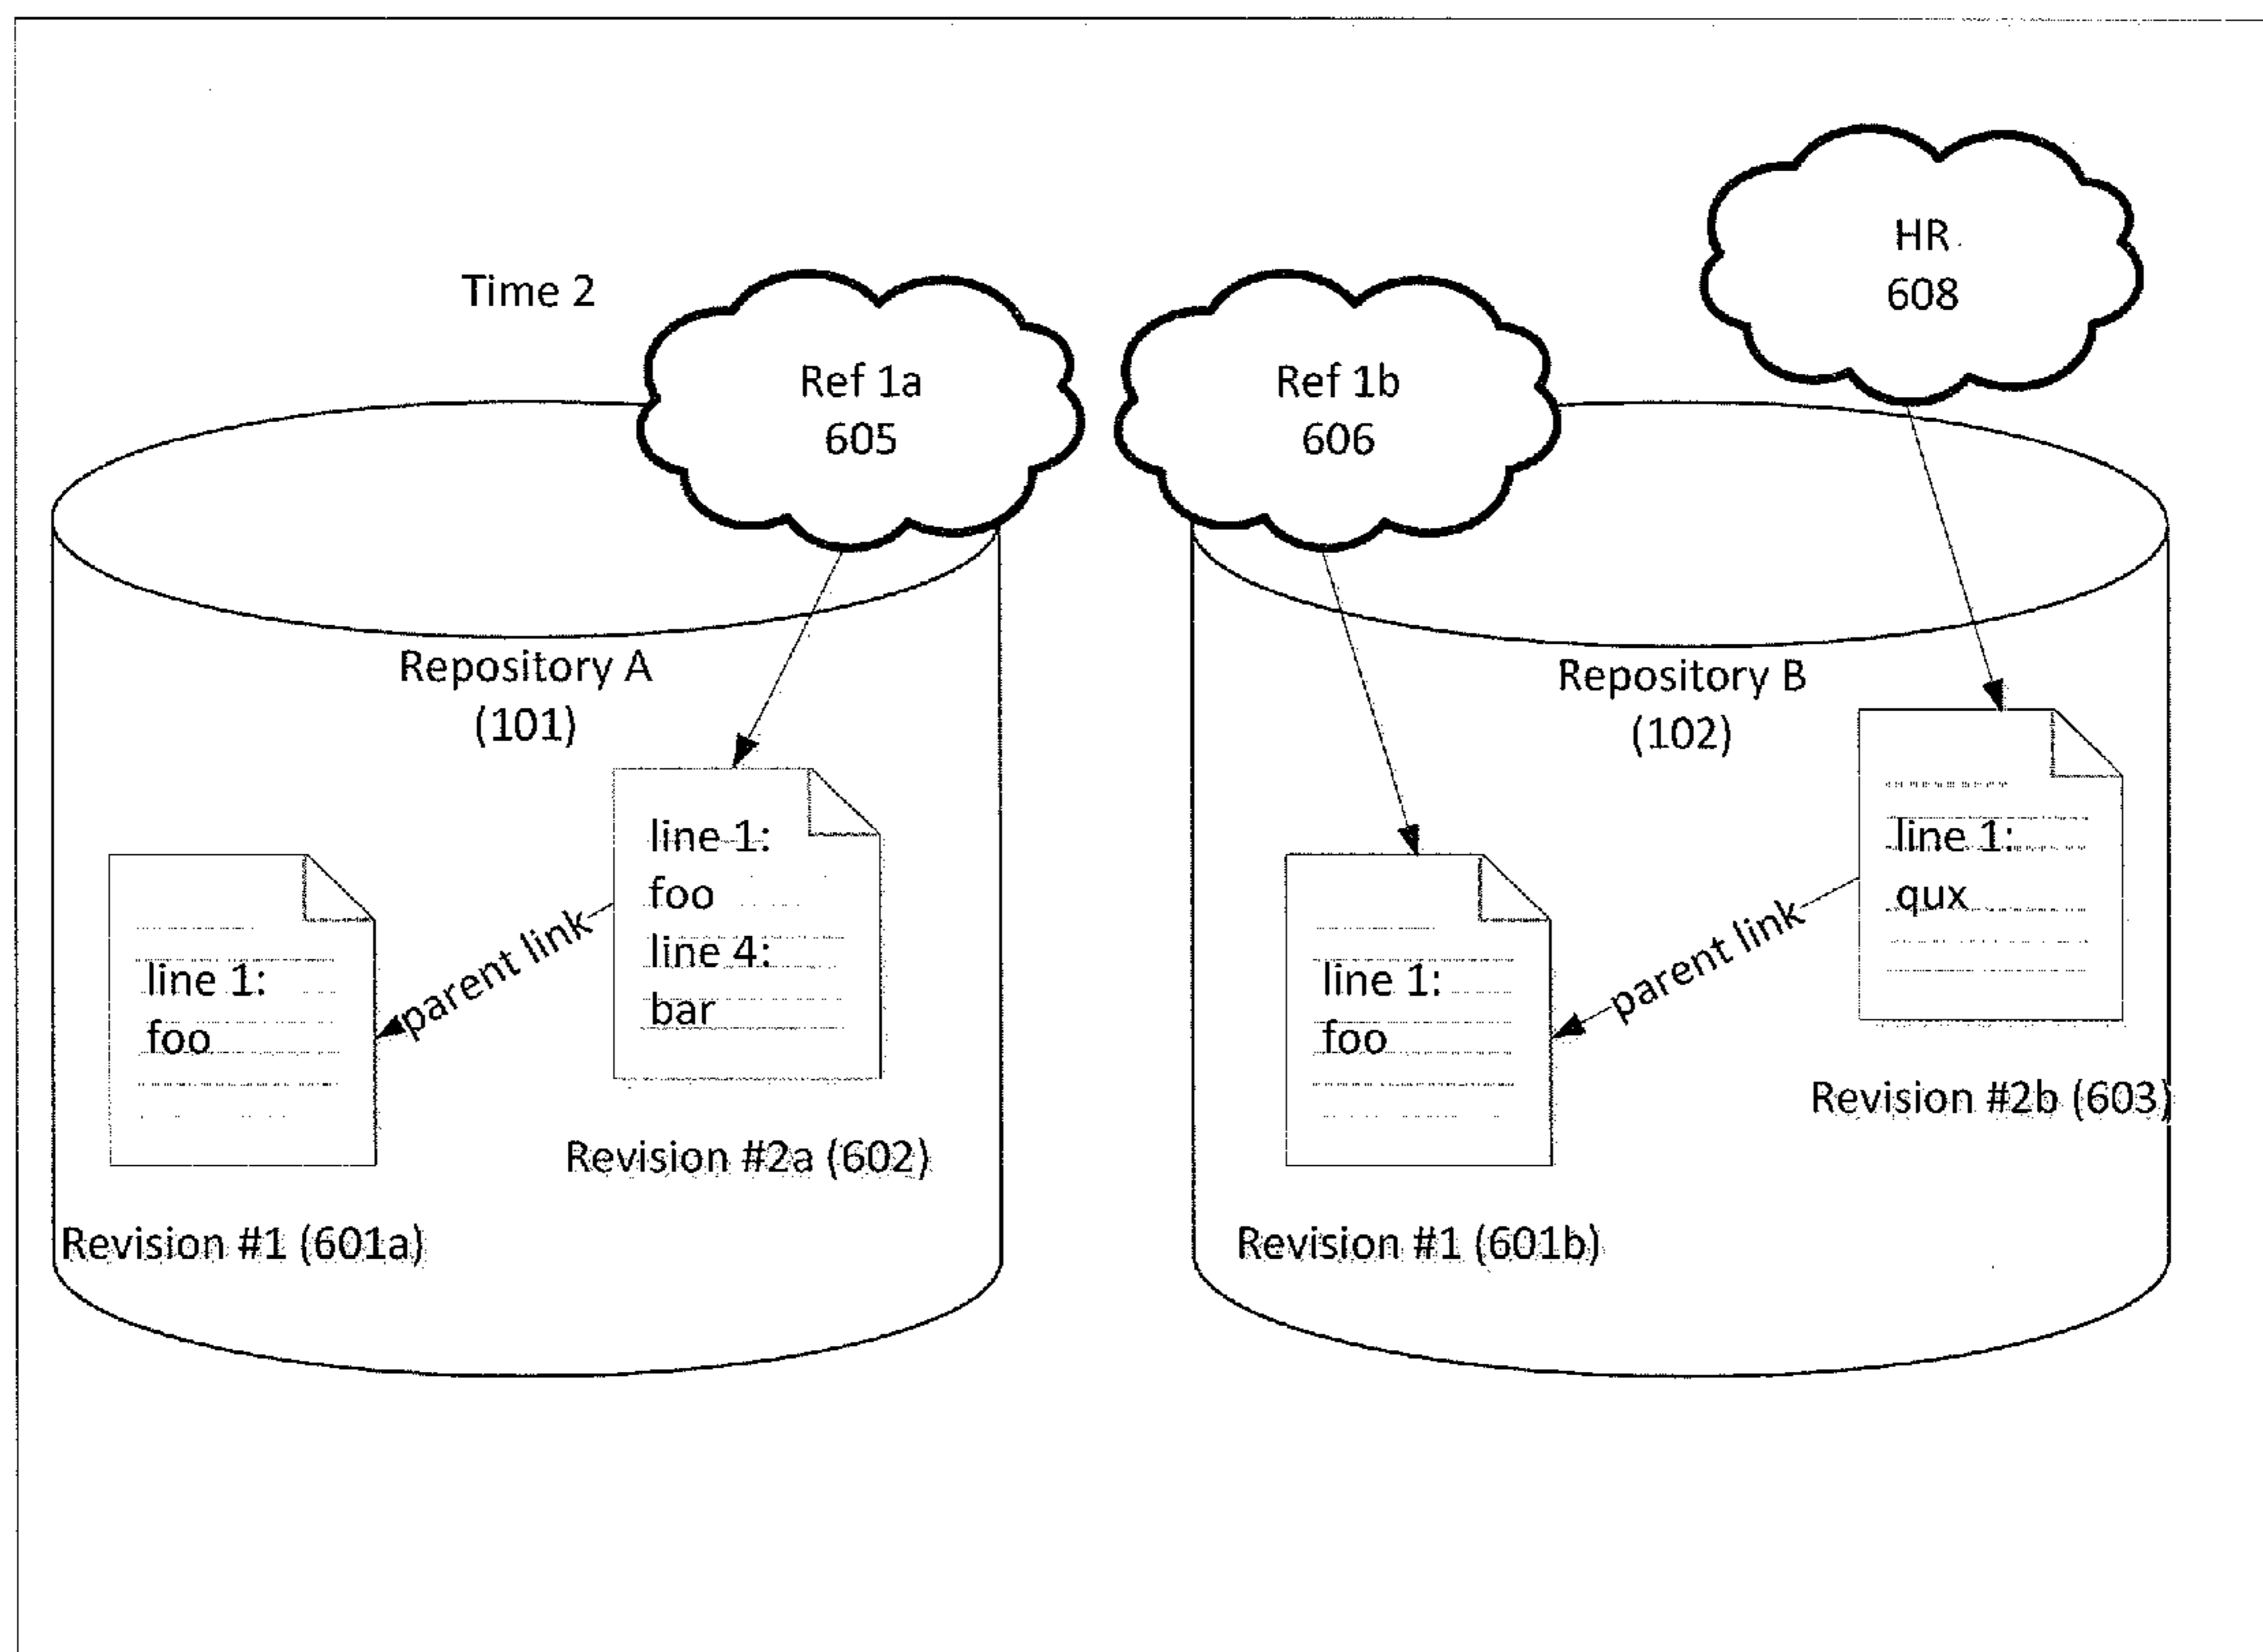 Time 2
Ref 1a
605
Ref 1b
606
HR
608
Repository A
(101)
Repository B
(102)
line 1:
foo
parent link
line 1:
foo
line 4:
bar
line 1:
foo
parent link
line 1:
qux
Revision #1 (601a)
Revision #2a (602)
Revision #1 (601b)
Revision #2b (603)